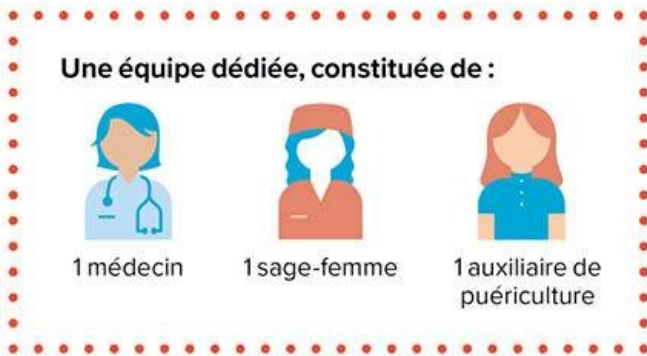 Une équipe dédiée, constituée de :
1 médecin
1 sage-femme
1 auxiliaire de
puériculture